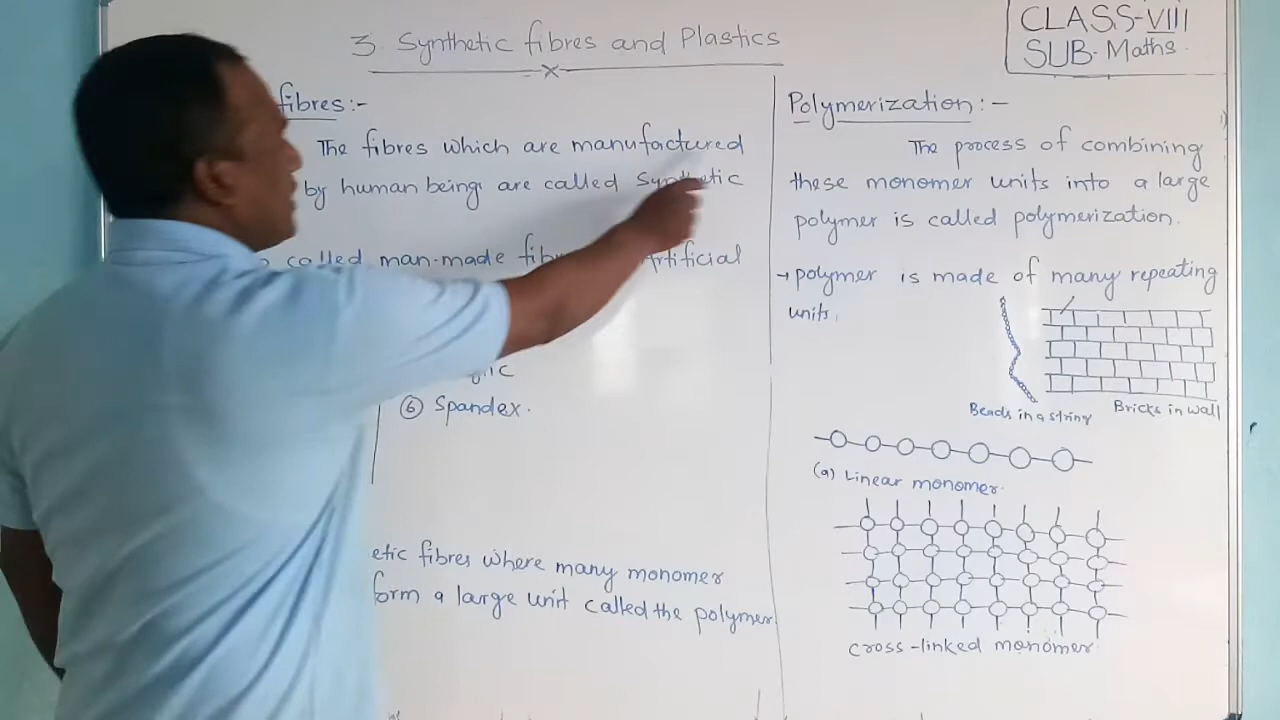 3. Synthetic fibres and Plastics
CLASS-VIII
SUB- Maths.
fibres:-
The fibres which are manufactured
by human beings are called Synthetic
called man-made
Artificial
⑥ Spandex.
etic fibres where many monomer
form a large unit called the polymer
Polymerization:-
The process of combining
these monomer units into a large
polymer is called polymerization.
→ polymer is made of many repeating
units.
Beads in a string
Bricks in wall
(a) Linear monomer.
cross-linked monomer